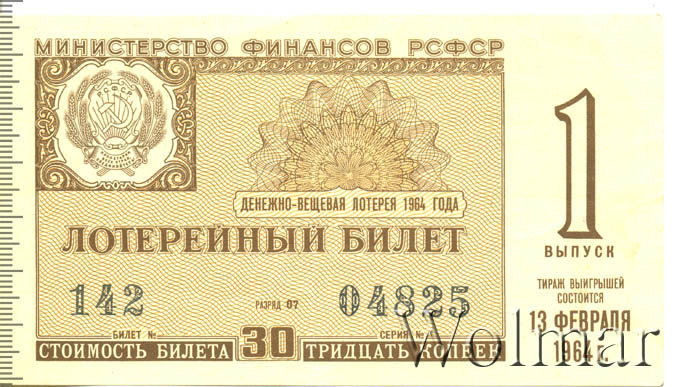 МИНИСТЕРСТВО ФИНАНСОВ РСФСР
РСФСР
ДЕНЕЖНО-ВЕЩЕВАЯ ЛОТЕРЕЯ 1964 ГОДА
ЛОТЕРЕЙНЫЙ БИЛЕТ
142 РАЗРЯД 07 04825
БИЛЕТ № СЕРИЯ №
СТОИМОСТЬ БИЛЕТА 30 ТРИДЦАТЬ КОПЕЕК
1
ВЫПУСК
ТИРАЖ ВЫИГРЫШЕЙ
СОСТОИТСЯ
13 ФЕВРАЛЯ
1964 г.
Wolmar